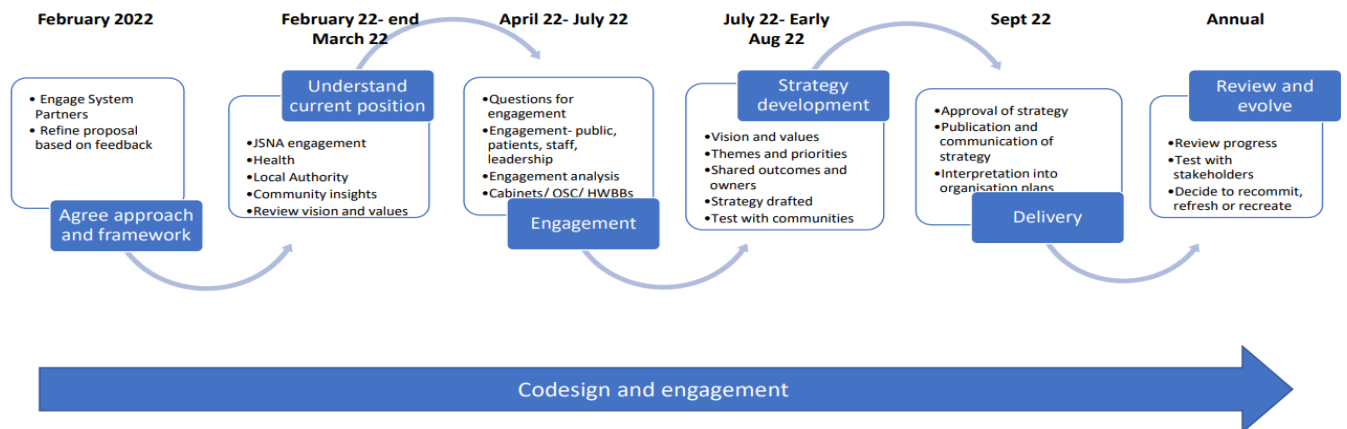 February 2022
• Engage System
Partners
• Refine proposal
based on feedback
Agree approach
and framework
February 22- end
March 22
Understand
current position
•JSNA engagement
•Health
•Local Authority
•Community insights
•Review vision and values
April 22- July 22
•Questions for
engagement
•Engagement- public,
patients, staff,
leadership
•Engagement analysis
•Cabinets/ OSC/ HWBBs
Engagement
July 22- Early
Aug 22
Strategy
development
•Vision and values
•Themes and priorities
•Shared outcomes and
owners
•Strategy drafted
•Test with communities
Sept 22
•Approval of strategy
•Publication and
communication of
strategy
•Interpretation into
organisation plans
Delivery
Annual
Review and
evolve
•Review progress
•Test with
stakeholders
•Decide to recommit,
refresh or recreate
Codesign and engagement